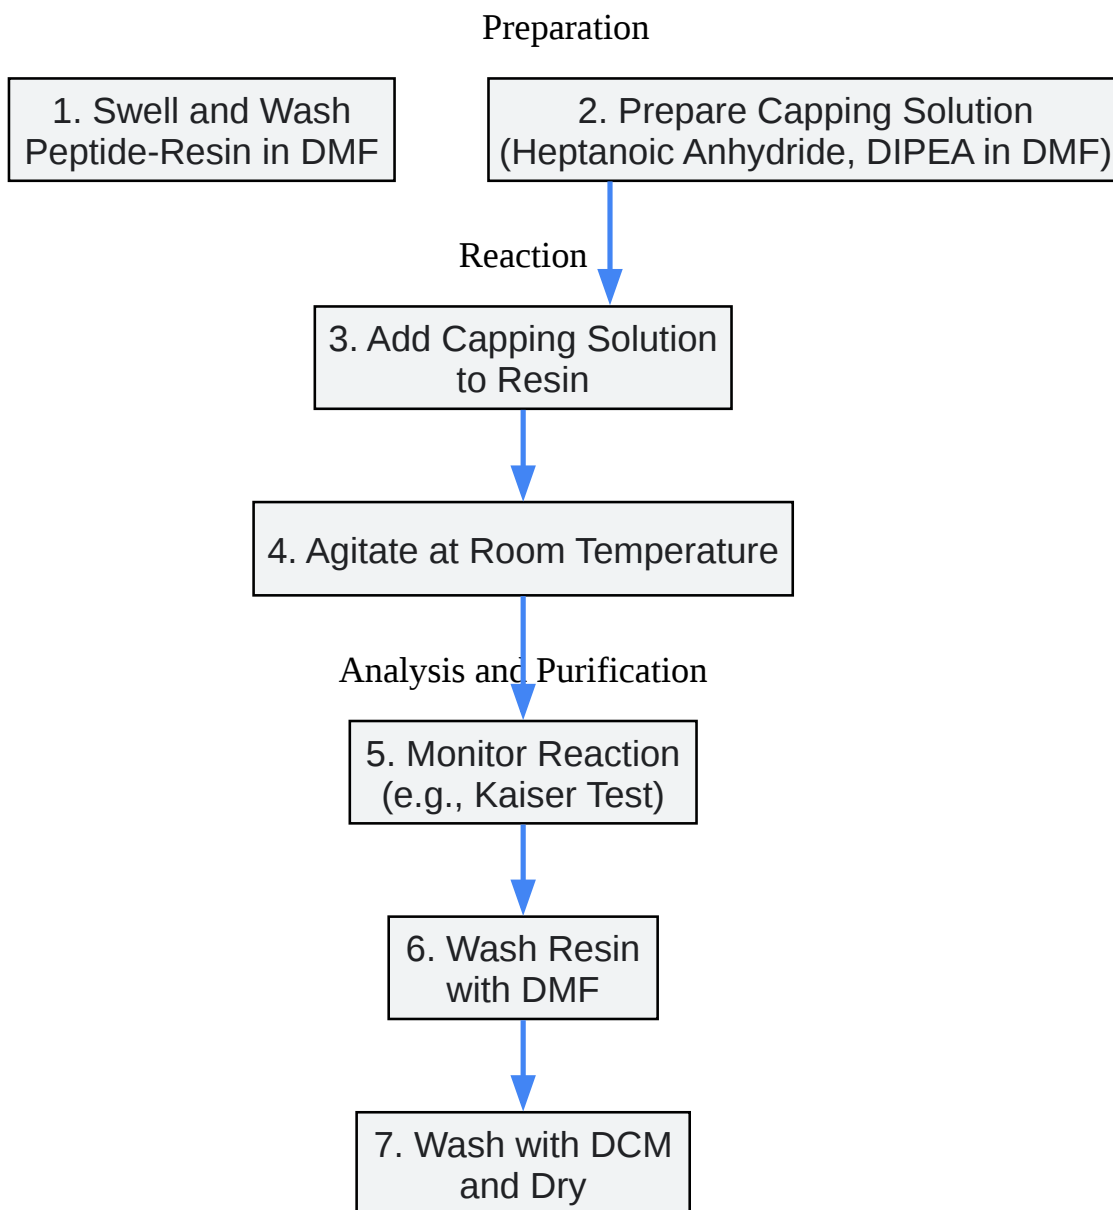 Preparation
1. Swell and Wash
Peptide-Resin in DMF
2. Prepare Capping Solution
(Heptanoic Anhydride, DIPEA in DMF)
Reaction
3. Add Capping Solution
to Resin
4. Agitate at Room Temperature
Analysis and Purification
5. Monitor Reaction
(e.g., Kaiser Test)
6. Wash Resin
with DMF
7. Wash with DCM
and Dry